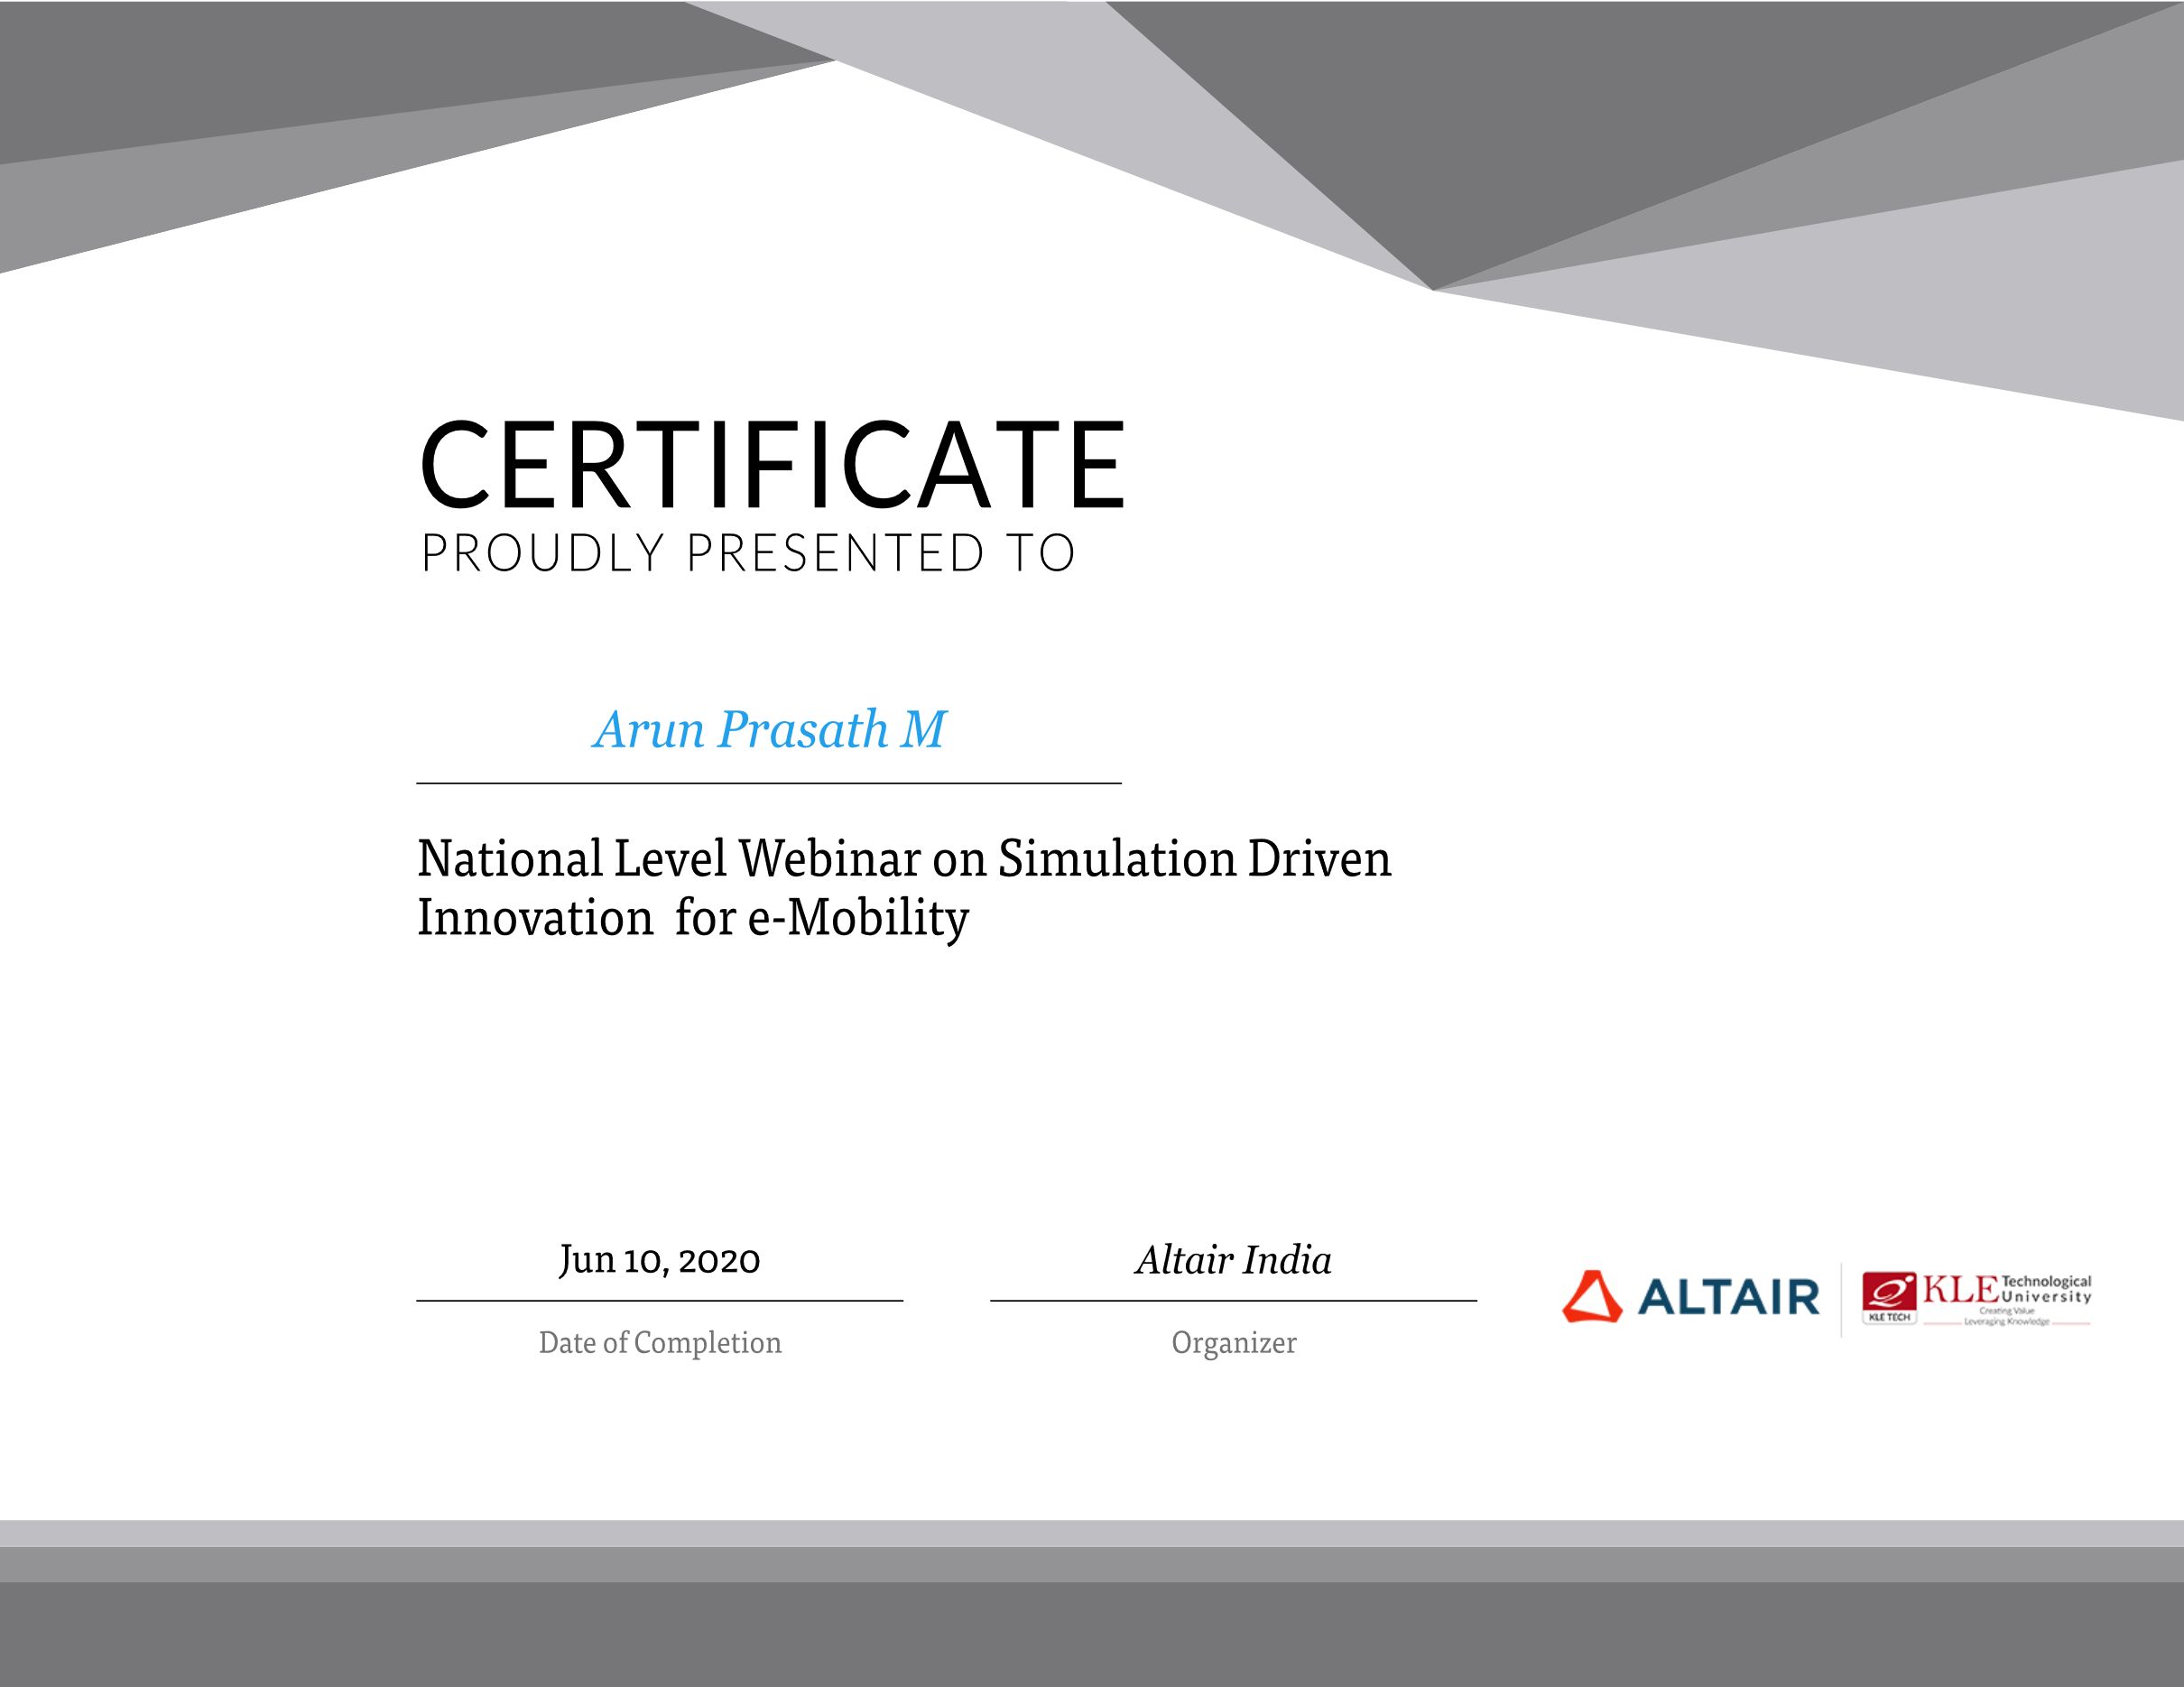 CERTIFICATE
PROUDLY PRESENTED TO
Arun Prasath M
National Level Webinar on Simulation Driven
Innovation  for e-Mobility
Jun 10, 2020
Date of Completion
Altair India
Organizer
ALTAIR
KLE TECH
KLE Technological
University
Creating Value
Leveraging Knowledge